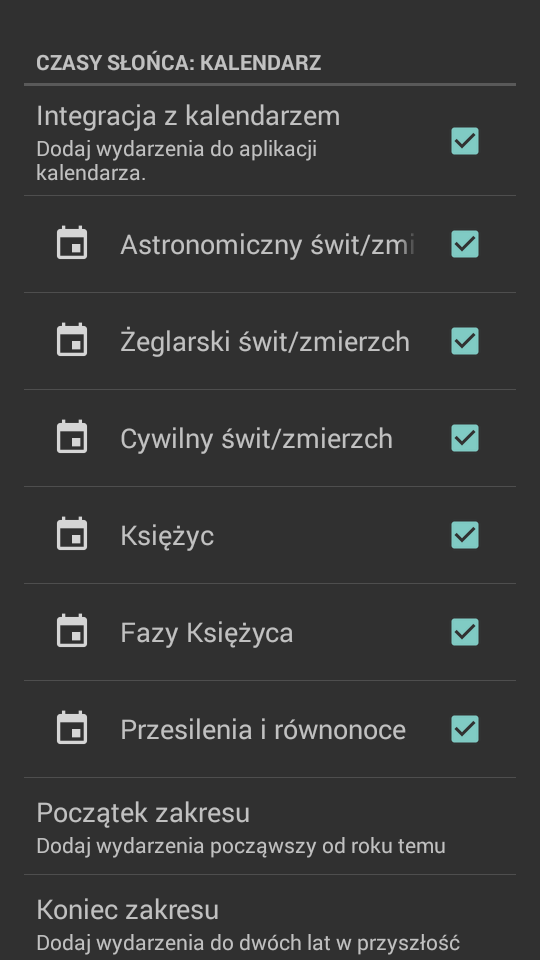 CZASY SŁOŃCA: KALENDARZ
Integracja z kalendarzem
Dodaj wydarzenia do aplikacji
kalendarza.
Astronomiczny świt/zmi
Żeglarski świt/zmierzch
Cywilny świt/zmierzch
Księżyc
Fazy Księżyca
Przesilenia i równonoce
Początek zakresu
Dodaj wydarzenia począwszy od roku temu
Koniec zakresu
Dodaj wydarzenia do dwóch lat w przyszłość